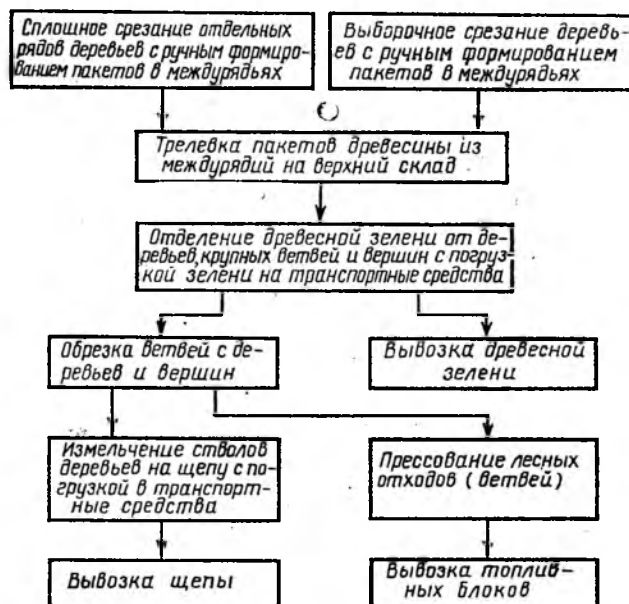 Сплошное срезание отдельных
рядов деревьев с ручным формиро-
ванием пакетов в междурядьях
Выборочное срезание деревь-
ев с ручным формированием
пакетов в междурядьях
Трелевка пакетов древесины из
междурядий на верхний склад
Отделение древесной зелени от де-
ревьев, крупных ветвей и вершин с погруз-
кой зелени на транспортные средства
Обрезка ветвей с де-
ревьев и вершин
Вывозка древесной
зелени
Измельчение стволов
деревьев на щепу с по-
грузкой в транспорт-
ные средства
Прессование лесных
отходов (ветвей)
Вывозка щепы
Вывозка топлив-
ных блоков